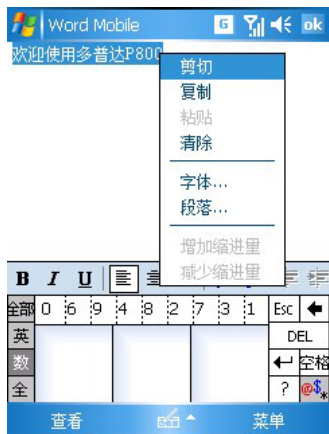 Word Mobile G ok
欢迎使用多普达P800
剪切
复制
粘贴
清除
字体...
段落...
增加缩进量
减少缩进量
B I U
全部 0 6 9 4 8 2 7 3 1 Esc
英 DEL
数 空格
全 ? @$*
查看 菜单